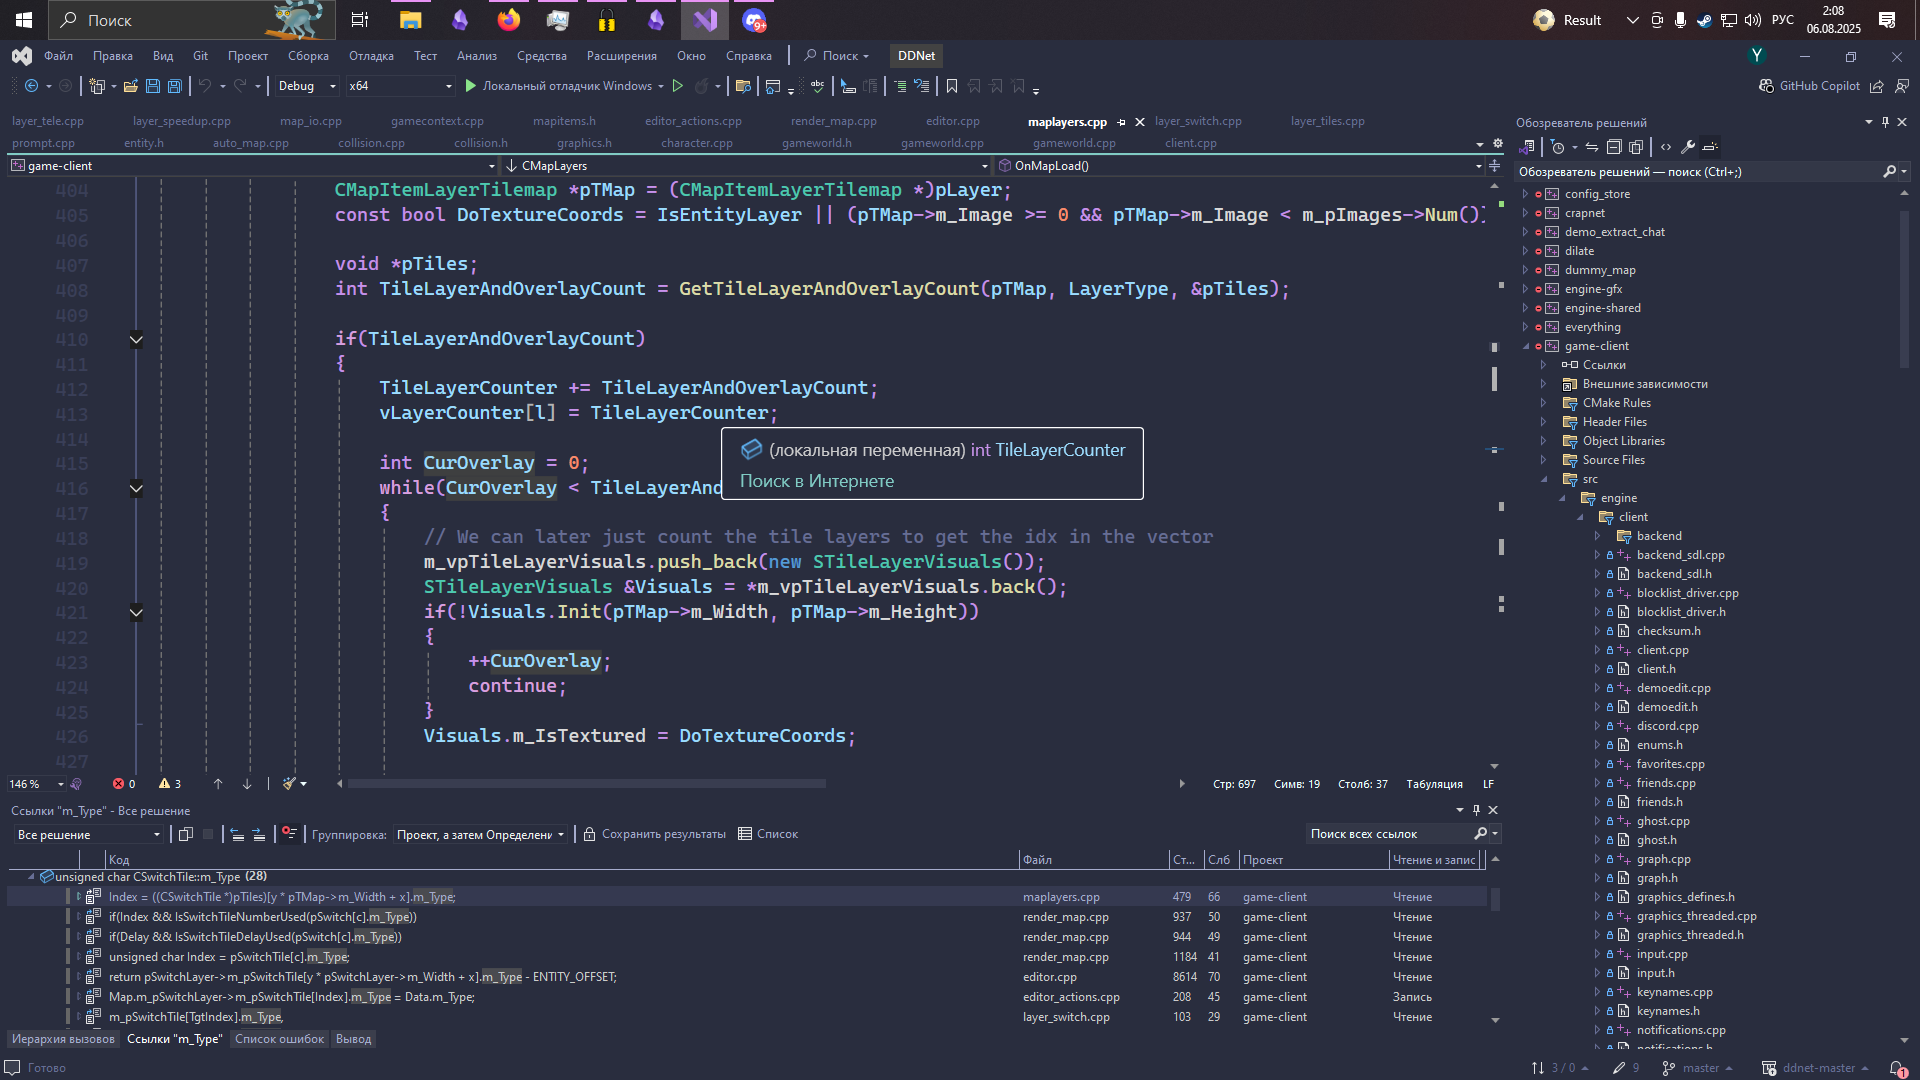 Поиск
9+
Result
РУС
2:08
06.08.2025
Файл Правка Вид Git Проект Сборка Отладка Тест Анализ Средства Расширения Окно Справка Поиск DDNet
Y
Debug x64 Локальный отладчик Windows
GitHub Copilot
layer_tele.cpp layer_speedup.cpp map_io.cpp gamecontext.cpp mapitems.h editor_actions.cpp render_map.cpp editor.cpp maplayers.cpp layer_switch.cpp layer_tiles.cpp
prompt.cpp entity.h auto_map.cpp collision.cpp collision.h graphics.h character.cpp gameworld.h gameworld.cpp gameworld.cpp client.cpp
game-client CMapLayers OnMapLoad()
404 CMapItemLayerTilemap *pTMap = (CMapItemLayerTilemap *)pLayer;
405 const bool DoTextureCoords = IsEntityLayer || (pTMap->m_Image >= 0 && pTMap->m_Image < m_pImages->Num())
406
407 void *pTiles;
408 int TileLayerAndOverlayCount = GetTileLayerAndOverlayCount(pTMap, LayerType, &pTiles);
409
410 if(TileLayerAndOverlayCount)
411 {
412 TileLayerCounter += TileLayerAndOverlayCount;
413 vLayerCounter[l] = TileLayerCounter;
414
(локальная переменная) int TileLayerCounter
Поиск в Интернете
415 int CurOverlay = 0;
416 while(CurOverlay < TileLayerAnd
417 {
418 // We can later just count the tile layers to get the idx in the vector
419 m_vpTileLayerVisuals.push_back(new STileLayerVisuals());
420 STileLayerVisuals &Visuals = *m_vpTileLayerVisuals.back();
421 if(!Visuals.Init(pTMap->m_Width, pTMap->m_Height))
422 {
423 ++CurOverlay;
424 continue;
425 }
426 Visuals.m_IsTextured = DoTextureCoords;
427
146 % 0 3 Стр: 697 Симв: 19 Столб: 37 Табуляция LF
Ссылки "m_Type" - Все решение
Все решение Группировка: Проект, а затем Определени Сохранить результаты Список Поиск всех ссылок
Код Файл Ст... Слб Проект Чтение и запис
unsigned char CSwitchTile::m_Type (28)
Index = ((CSwitchTile *)pTiles)[y * pTMap->m_Width + x].m_Type; maplayers.cpp 479 66 game-client Чтение
if(Index && IsSwitchTileNumberUsed(pSwitch[c].m_Type)) render_map.cpp 937 50 game-client Чтение
if(Delay && IsSwitchTileDelayUsed(pSwitch[c].m_Type)) render_map.cpp 944 49 game-client Чтение
unsigned char Index = pSwitchTile[c].m_Type; render_map.cpp 1184 41 game-client Чтение
return pSwitchLayer->m_pSwitchTile[y * pSwitchLayer->m_Width + x].m_Type - ENTITY_OFFSET; editor.cpp 8614 70 game-client Чтение
Map.m_pSwitchLayer->m_pSwitchTile[Index].m_Type = Data.m_Type; editor_actions.cpp 208 45 game-client Запись
m_pSwitchTile[TgtIndex].m_Type, layer_switch.cpp 103 29 game-client Чтение
Иерархия вызовов Ссылки "m_Type" Список ошибок Вывод
Обозреватель решений
Обозреватель решений — поиск (Ctrl+;)
config_store
crapnet
demo_extract_chat
dilate
dummy_map
engine-gfx
engine-shared
everything
game-client
Ссылки
Внешние зависимости
CMake Rules
Header Files
Object Libraries
Source Files
src
engine
client
backend
backend_sdl.cpp
backend_sdl.h
blocklist_driver.cpp
blocklist_driver.h
checksum.h
client.cpp
client.h
demoedit.cpp
demoedit.h
discord.cpp
enums.h
favorites.cpp
friends.cpp
friends.h
ghost.cpp
ghost.h
graph.cpp
graph.h
graphics_defines.h
graphics_threaded.cpp
graphics_threaded.h
input.cpp
input.h
keynames.cpp
keynames.h
notifications.cpp
notifications.h
Готово 3 / 0 9 master ddnet-master 1